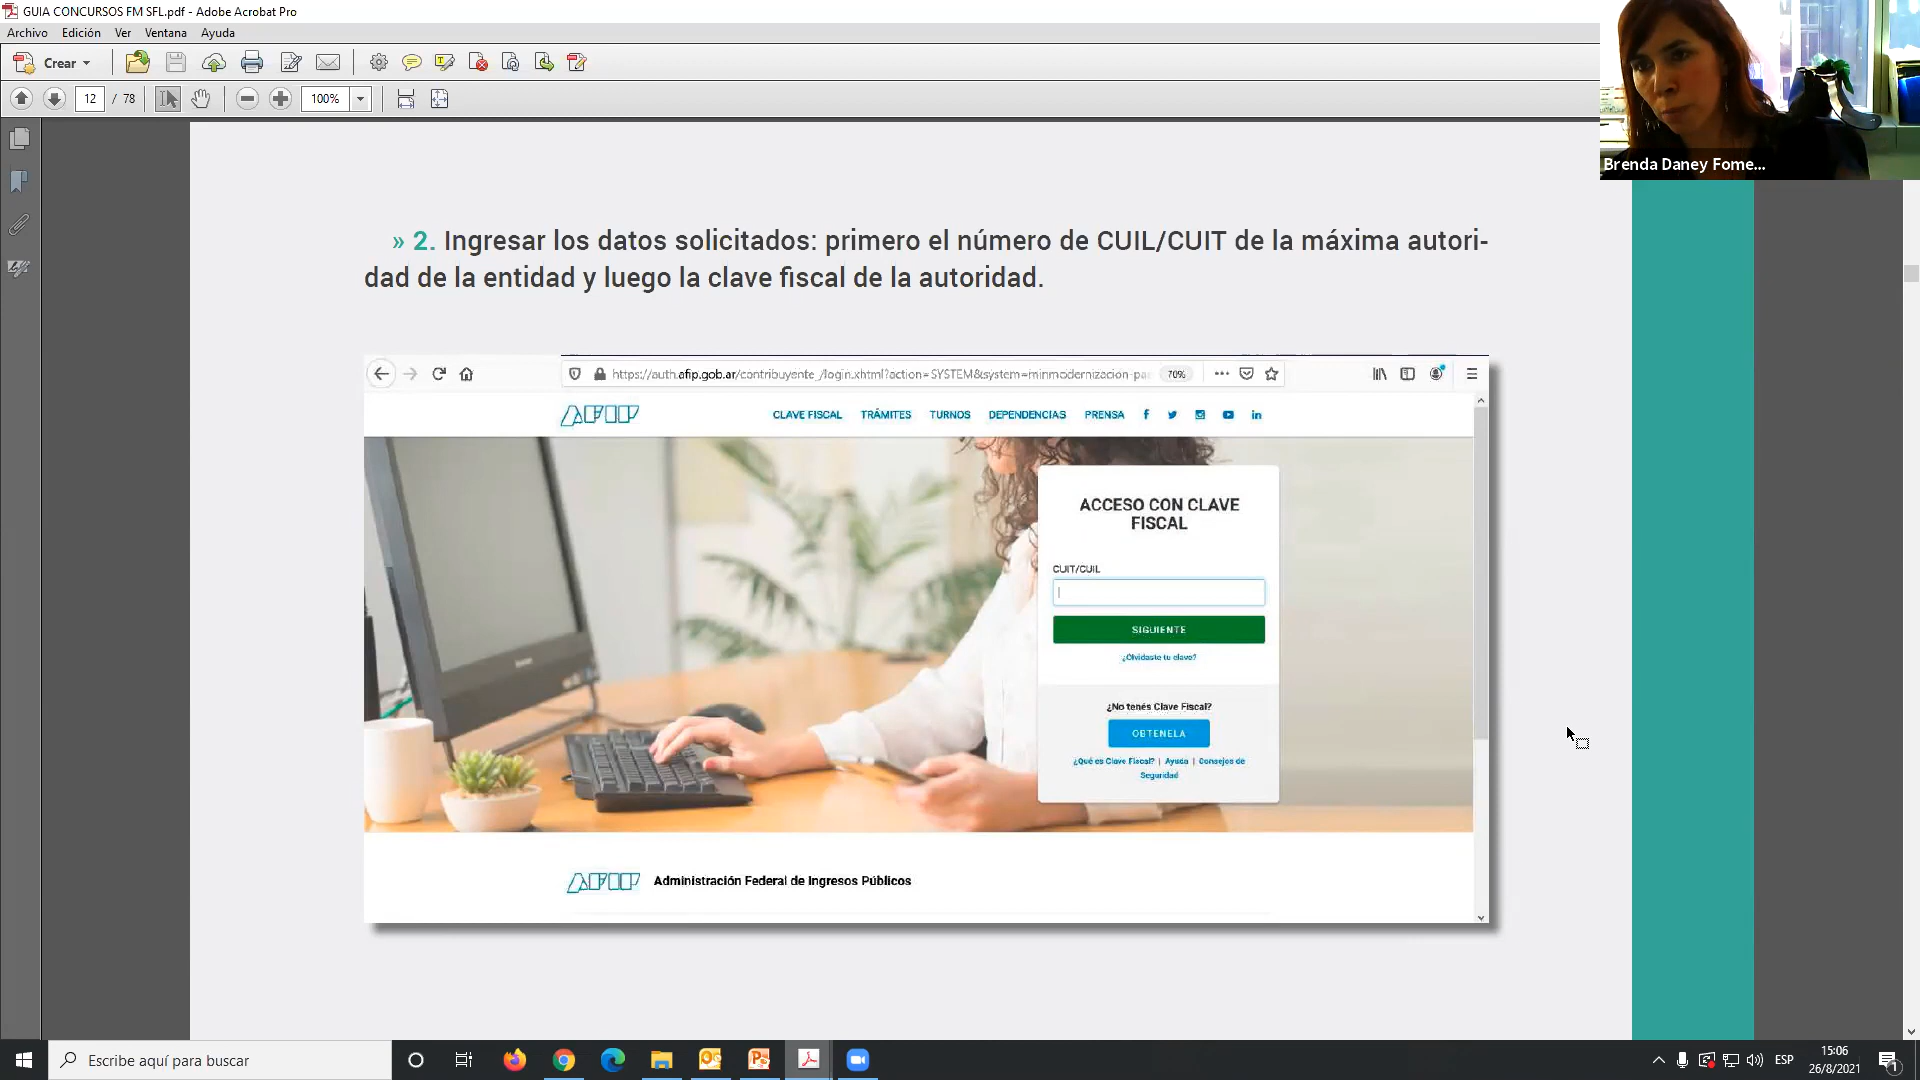 GUIA CONCURSOS FM SFL.pdf - Adobe Acrobat Pro
Archivo Edición Ver Ventana Ayuda
Crear
12 / 78 100%
Brenda Daney Fome...
» 2. Ingresar los datos solicitados: primero el número de CUIL/CUIT de la máxima autori-
dad de la entidad y luego la clave fiscal de la autoridad.
https://auth.afip.gob.ar/contribuyente_/login.xhtml?action=SYSTEM&system=minmodernizacion-pa 70%
AFIP CLAVE FISCAL TRÁMITES TURNOS DEPENDENCIAS PRENSA
ACCESO CON CLAVE
FISCAL
CUIT/CUIL
SIGUIENTE
¿Olvidaste tu clave?
¿No tenés Clave Fiscal?
OBTENELA
¿Qué es Clave Fiscal? | Ayuda | Consejos de
Seguridad
AFIP Administración Federal de Ingresos Públicos
Escribe aquí para buscar
ESP
15:06
26/8/2021
1